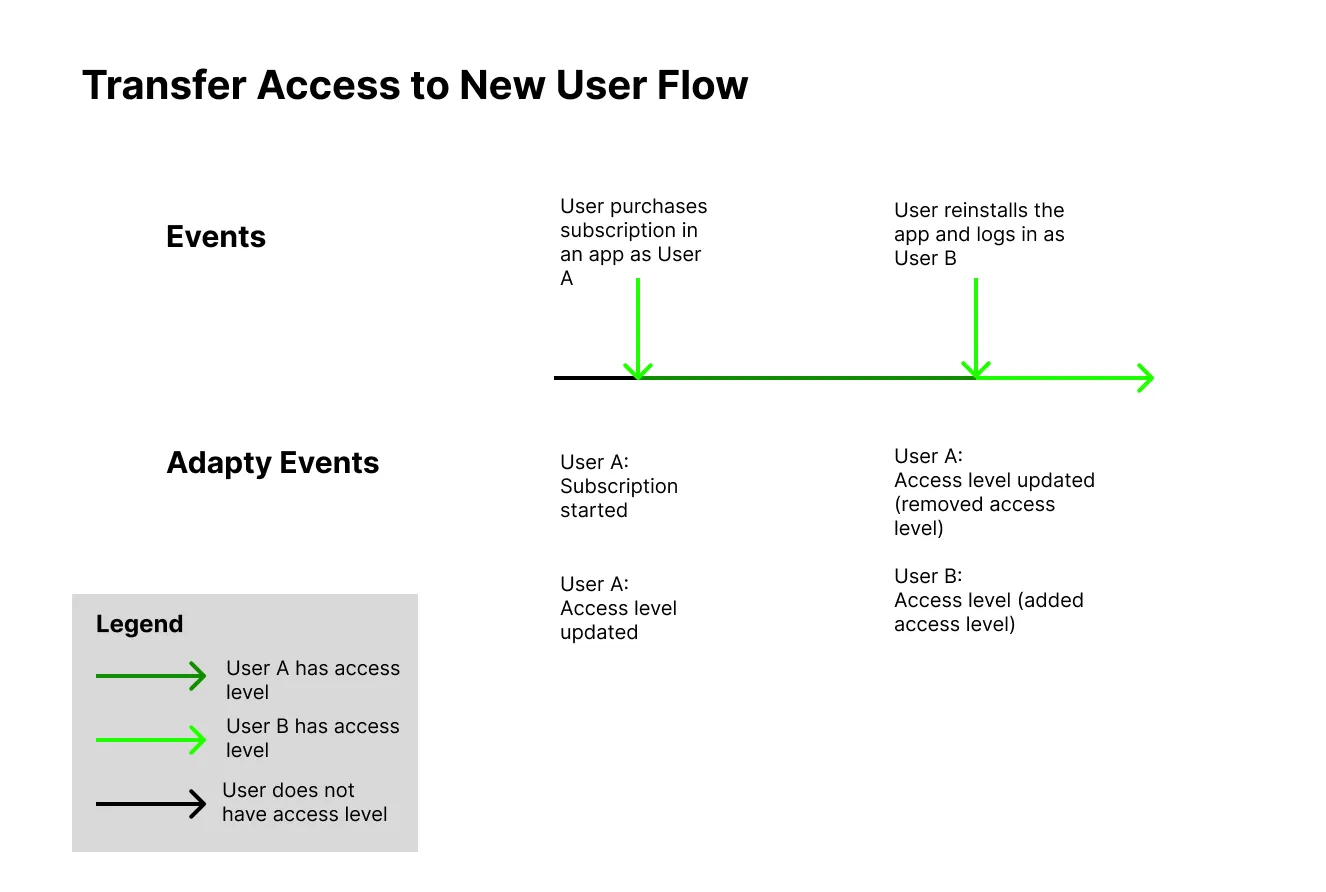 Transfer Access to New User Flow
Events
User purchases
subscription in
an app as User
A
User reinstalls the
app and logs in as
User B
Adapty Events
User A:
Subscription
started
User A:
Access level
updated
User A:
Access level updated
(removed access
level)
User B:
Access level (added
access level)
Legend
User A has access
level
User B has access
level
User does not
have access level